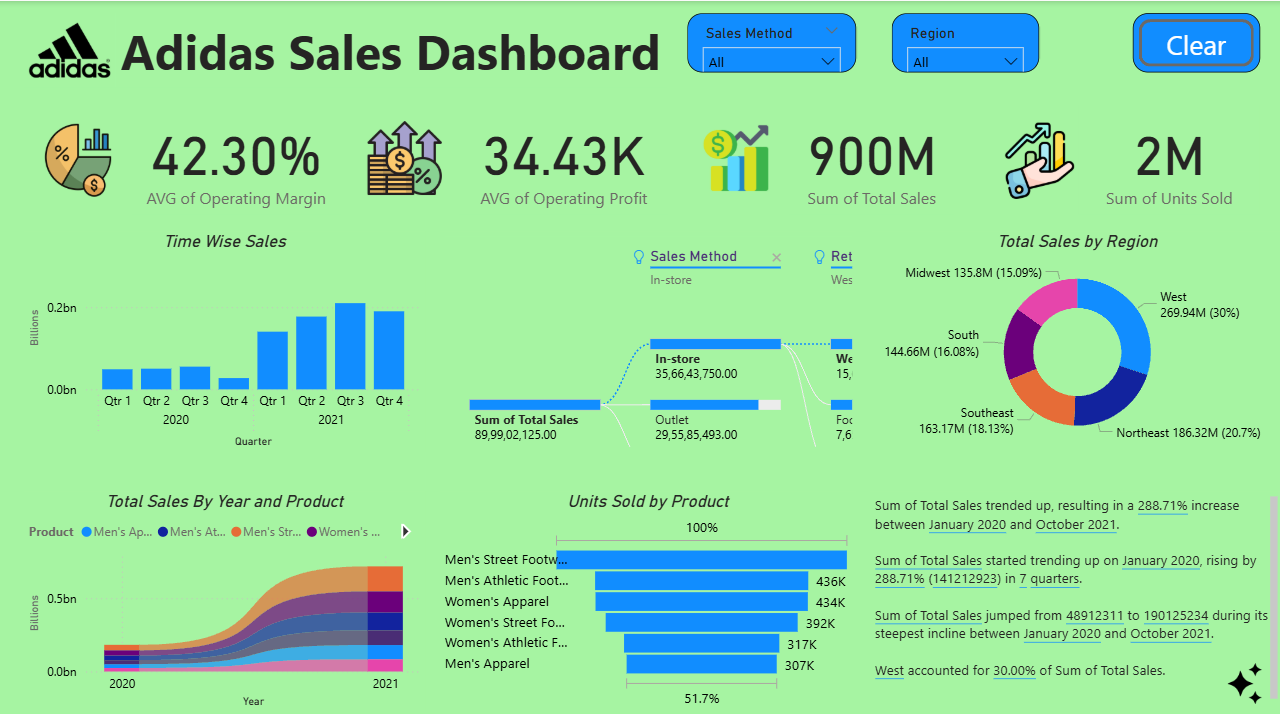 adidas
Adidas Sales Dashboard
Sales Method
All
Region
All
Clear
42.30%
AVG of Operating Margin
34.43K
AVG of Operating Profit
900M
Sum of Total Sales
2M
Sum of Units Sold
Time Wise Sales
Billions
0.2bn
0.0bn
Qtr 1 Qtr 2 Qtr 3 Qtr 4 Qtr 1 Qtr 2 Qtr 3 Qtr 4
2020 2021
Quarter
Sales Method
In-store
Ret
Wes
In-store
35,66,43,750.00
We
15,
Sum of Total Sales
89,99,02,125.00
Outlet
29,55,85,493.00
Foc
7,6
Total Sales by Region
Midwest 135.8M (15.09%)
West
269.94M (30%)
South
144.66M (16.08%)
Southeast
163.17M (18.13%)
Northeast 186.32M (20.7%)
Total Sales By Year and Product
Product Men's Ap... Men's At... Men's Str... Women's ...
Billions
0.5bn
0.0bn
2020 2021
Year
Units Sold by Product
100%
Men's Street Footw...
Men's Athletic Foot... 436K
Women's Apparel 434K
Women's Street Fo... 392K
Women's Athletic F... 317K
Men's Apparel 307K
51.7%
Sum of Total Sales trended up, resulting in a 288.71% increase
between January 2020 and October 2021.
Sum of Total Sales started trending up on January 2020, rising by
288.71% (141212923) in 7 quarters.
Sum of Total Sales jumped from 48912311 to 190125234 during its
steepest incline between January 2020 and October 2021.
West accounted for 30.00% of Sum of Total Sales.